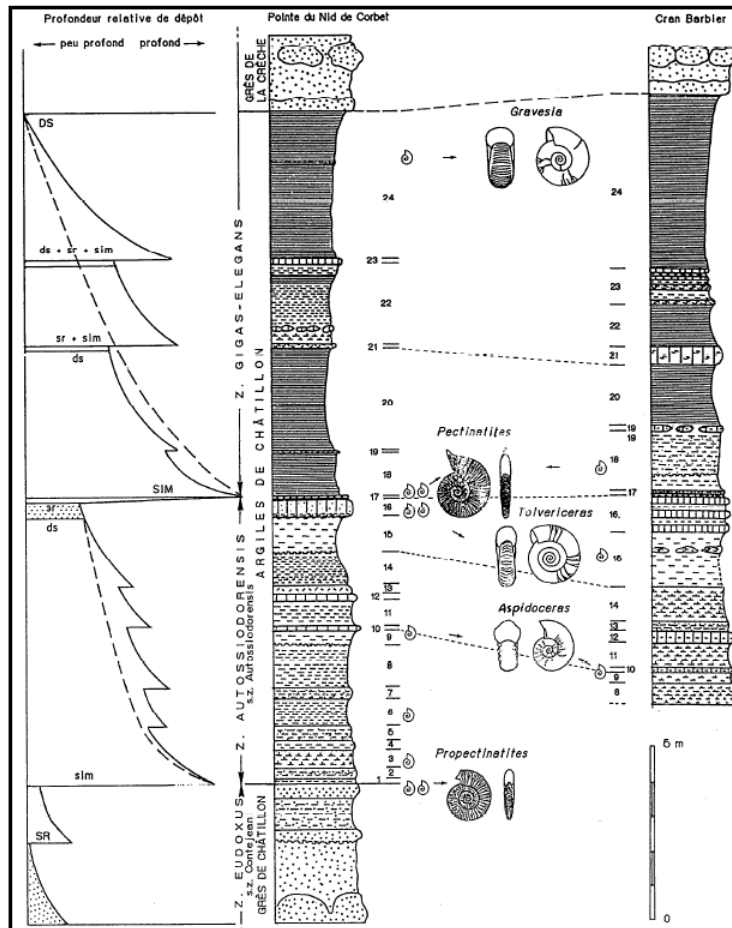 Profondeur relative de dépôt
peu profond
profond
Pointe du Nid de Corbet
Cran Barbier
GRÈS DE
LA CRÈCHE
DS
Gravesia
24
24
ds + sr + sim
23
23
22
22
sr + sim
ds
21
21
Z. GIGAS-ELEGANS
ARGILES DE CHÂTILLON
20
20
19
19
19
Pectinatites
18
18
SIM
17
17
sr
16
16.
ds
Tolvericeras
15
15
14
14
13
13
12
12
Aspidoceras
11
11
10
10
9
9
8
8
Z. AUTOSSIODORENSIS
s.z. Autossiodorensis
7
6
5
4
Propectinatites
3
2
sim
1
5 m
SR
Z. EUDOXUS
s.z. Contejean
GRÈS DE CHÂTILLON
0